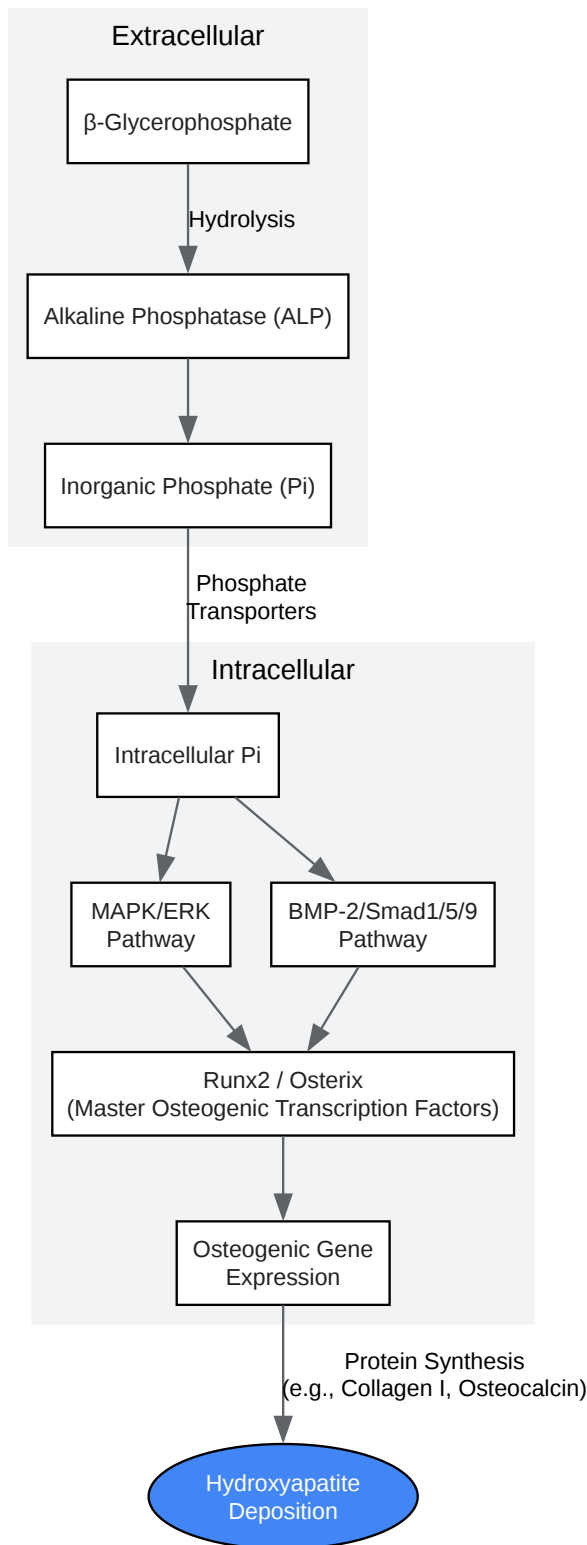 Extracellular
β-Glycerophosphate
Hydrolysis
Alkaline Phosphatase (ALP)
Inorganic Phosphate (Pi)
Phosphate
Transporters
Intracellular
Intracellular Pi
MAPK/ERK
Pathway
BMP-2/Smad1/5/9
Pathway
Runx2 / Osterix
(Master Osteogenic Transcription Factors)
Osteogenic Gene
Expression
Protein Synthesis
(e.g., Collagen I, Osteocalcin)
Hydroxyapatite
Deposition